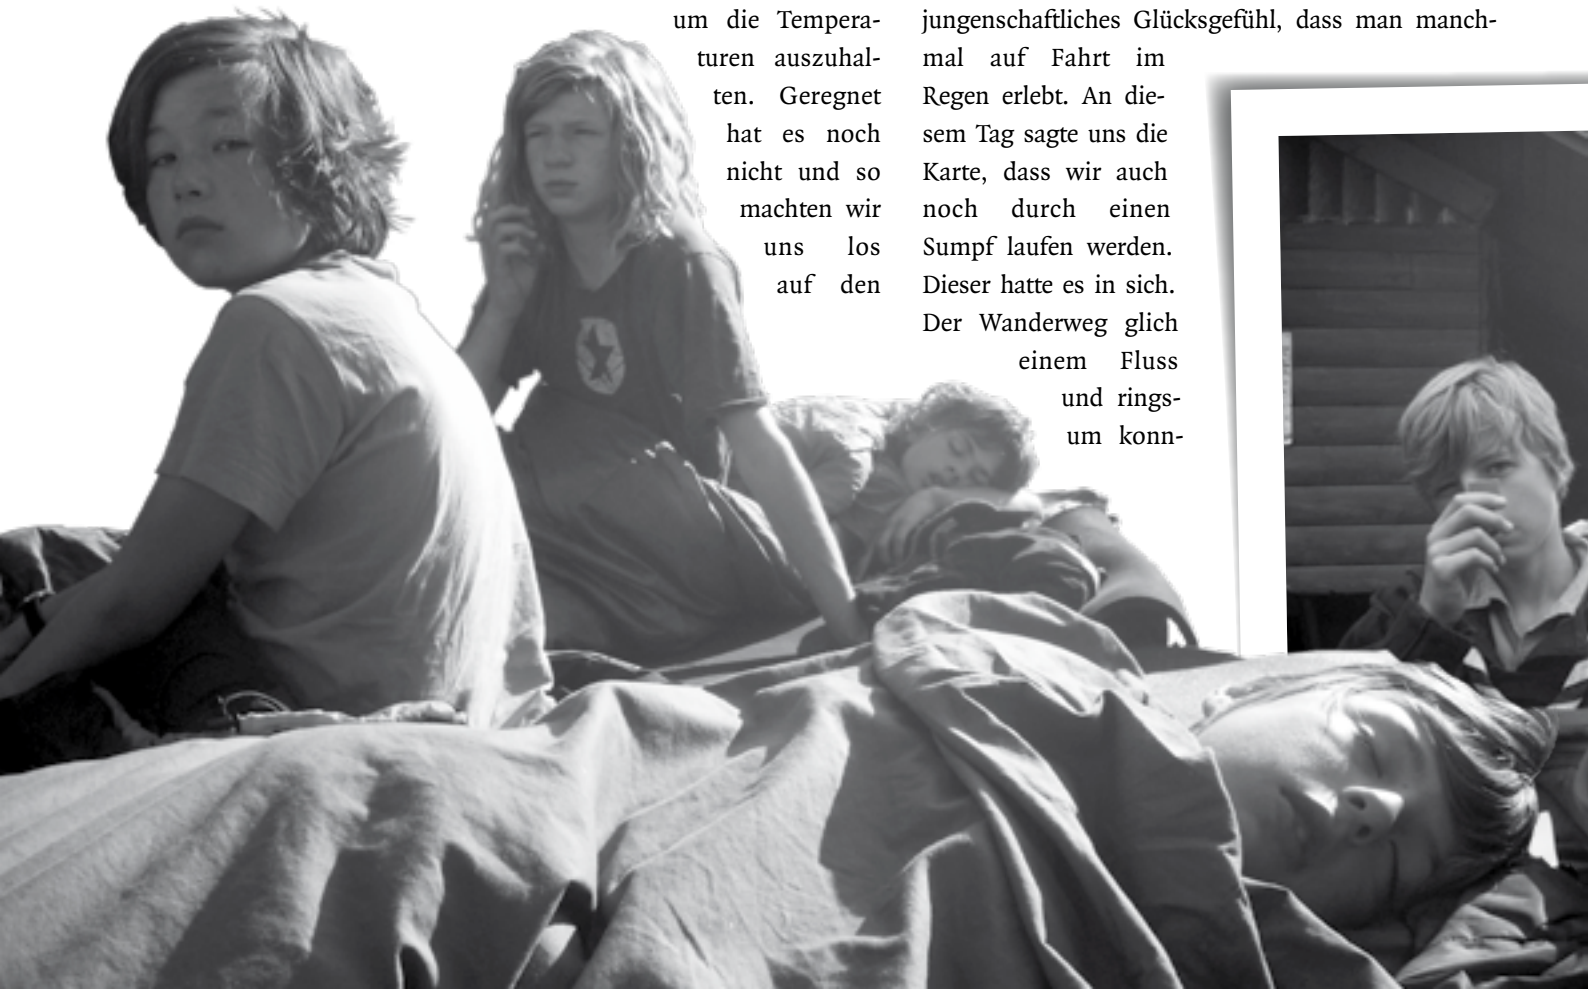 um die Tempera-
turen auszuhal-
ten. Geregnet
hat es noch
nicht und so
machten wir
uns los
auf den
jungenschaftliches Glücksgefühl, dass man manch-
mal auf Fahrt im
Regen erlebt. An die-
sem Tag sagte uns die
Karte, dass wir auch
noch durch einen
Sumpf laufen werden.
Dieser hatte es in sich.
Der Wanderweg glich
einem Fluss
und rings-
um konn-